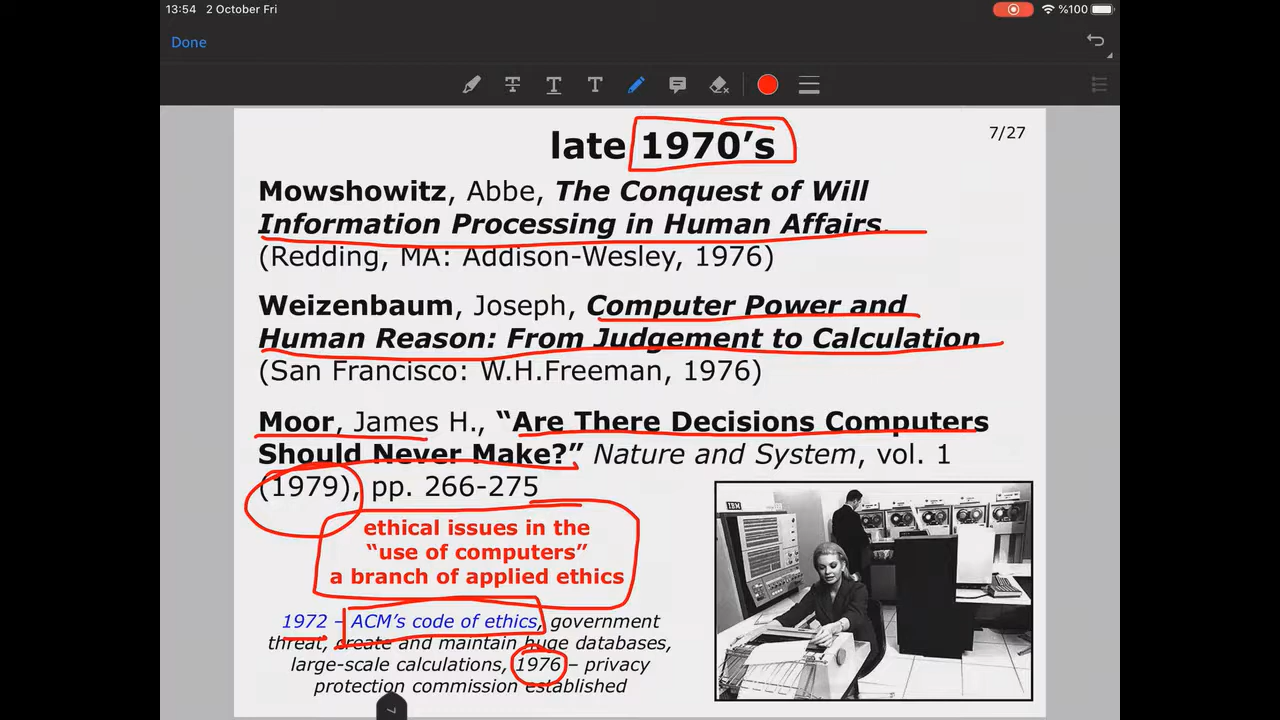 13:54 2 October Fri %100
Done
T T T
late 1970's
7/27
Mowshowitz, Abbe, The Conquest of Will
Information Processing in Human Affairs.
(Redding, MA: Addison-Wesley, 1976)
Weizenbaum, Joseph, Computer Power and
Human Reason: From Judgement to Calculation
(San Francisco: W.H.Freeman, 1976)
Moor, James H., “Are There Decisions Computers
Should Never Make?” Nature and System, vol. 1
(1979), pp. 266-275
ethical issues in the
“use of computers”
a branch of applied ethics
1972 – ACM's code of ethics, government
threat, create and maintain huge databases,
large-scale calculations, 1976 – privacy
protection commission established
IBM